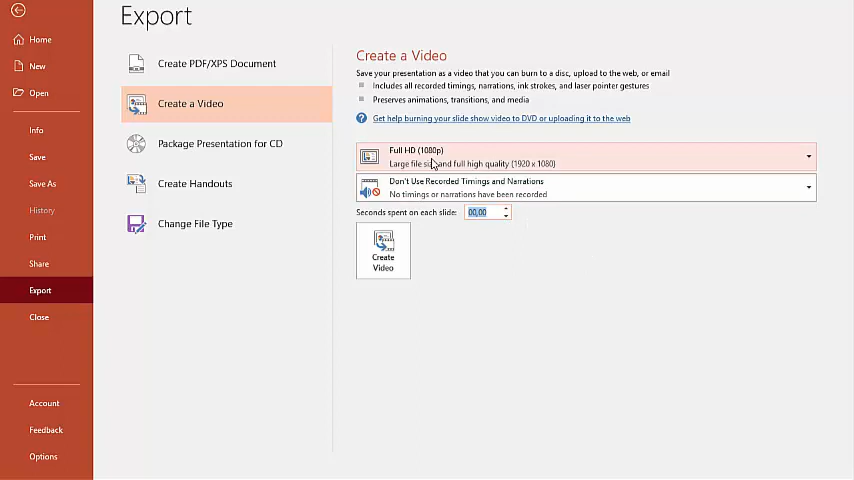 Export
Home
New
Open
Info
Save
Save As
History
Print
Share
Export
Close
Account
Feedback
Options
Create PDF/XPS Document
Create a Video
Package Presentation for CD
Create Handouts
Change File Type
Create a Video
Save your presentation as a video that you can burn to a disc, upload to the web, or email
Includes all recorded timings, narrations, ink strokes, and laser pointer gestures
Preserves animations, transitions, and media
Get help burning your slide show video to DVD or uploading it to the web
Full HD (1080p)
Large file size and full high quality (1920 x 1080)
Don't Use Recorded Timings and Narrations
No timings or narrations have been recorded
Seconds spent on each slide: 00,00
Create
Video